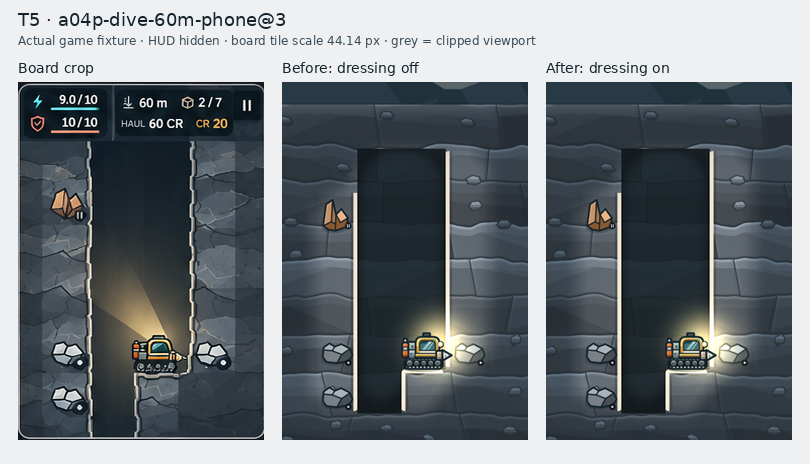 T5 · a04p-dive-60m-phone@3
Actual game fixture · HUD hidden · board tile scale 44.14 px · grey = clipped viewport
Board crop
Before: dressing off
After: dressing on
9.0/10
60 m
2/7
10/10
HAUL 60 CR
CR 20